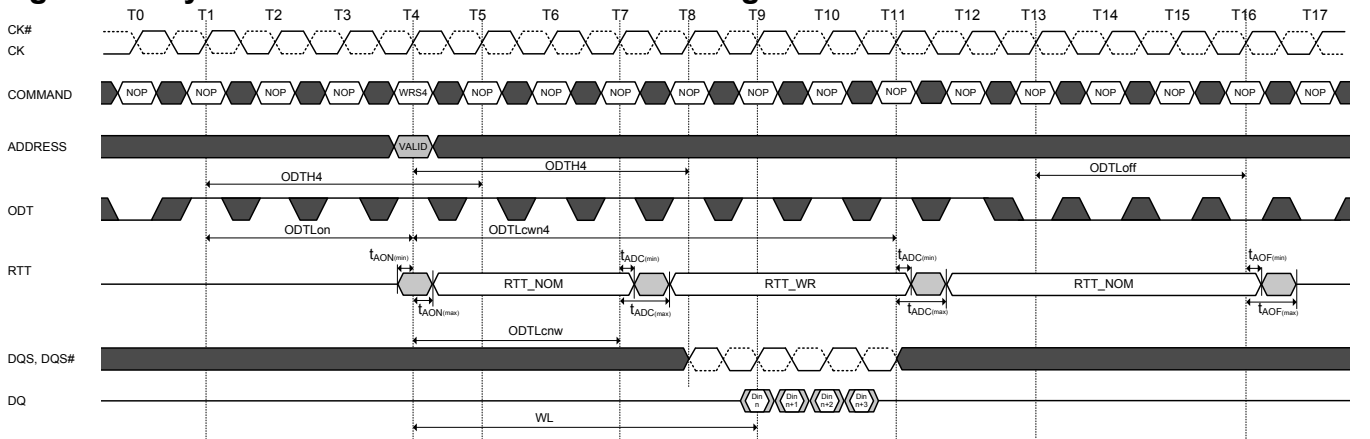 T0 T1 T2 T3 T4 T5 T6 T7 T8 T9 T10 T11 T12 T13 T14 T15 T16 T17
CK#
CK
COMMAND NOP NOP NOP NOP WRS4 NOP NOP NOP NOP NOP NOP NOP NOP NOP NOP NOP NOP NOP
ADDRESS VALID
ODTH4 ODTH4 ODTLoff
ODT
ODTLon ODTLcwn4
tAON(min) tADC(min) tADC(min) tAOF(min)
RTT RTT_NOM RTT_WR RTT_NOM
tAON(max) tADC(max) tADC(max) tAOF(max)
ODTLcnw
DQS, DQS#
DQ Din n Din n+1 Din n+2 Din n+3
WL